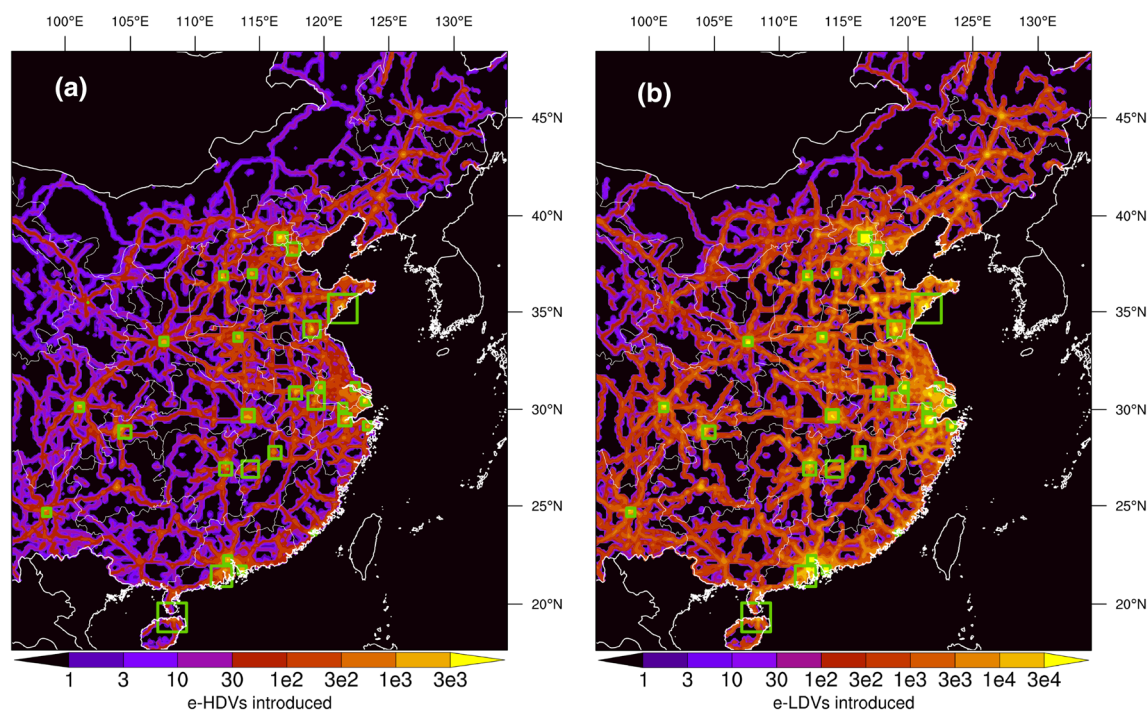 100°E 105°E 110°E 115°E 120°E 125°E 130°E
100°E 105°E 110°E 115°E 120°E 125°E 130°E
(a)
(b)
45°N
40°N
35°N
30°N
25°N
20°N
45°N
40°N
35°N
30°N
25°N
20°N
1 3 10 30 1e2 3e2 1e3 3e3
e-HDVs introduced
1 3 10 30 1e2 3e2 1e3 3e3 1e4 3e4
e-LDVs introduced